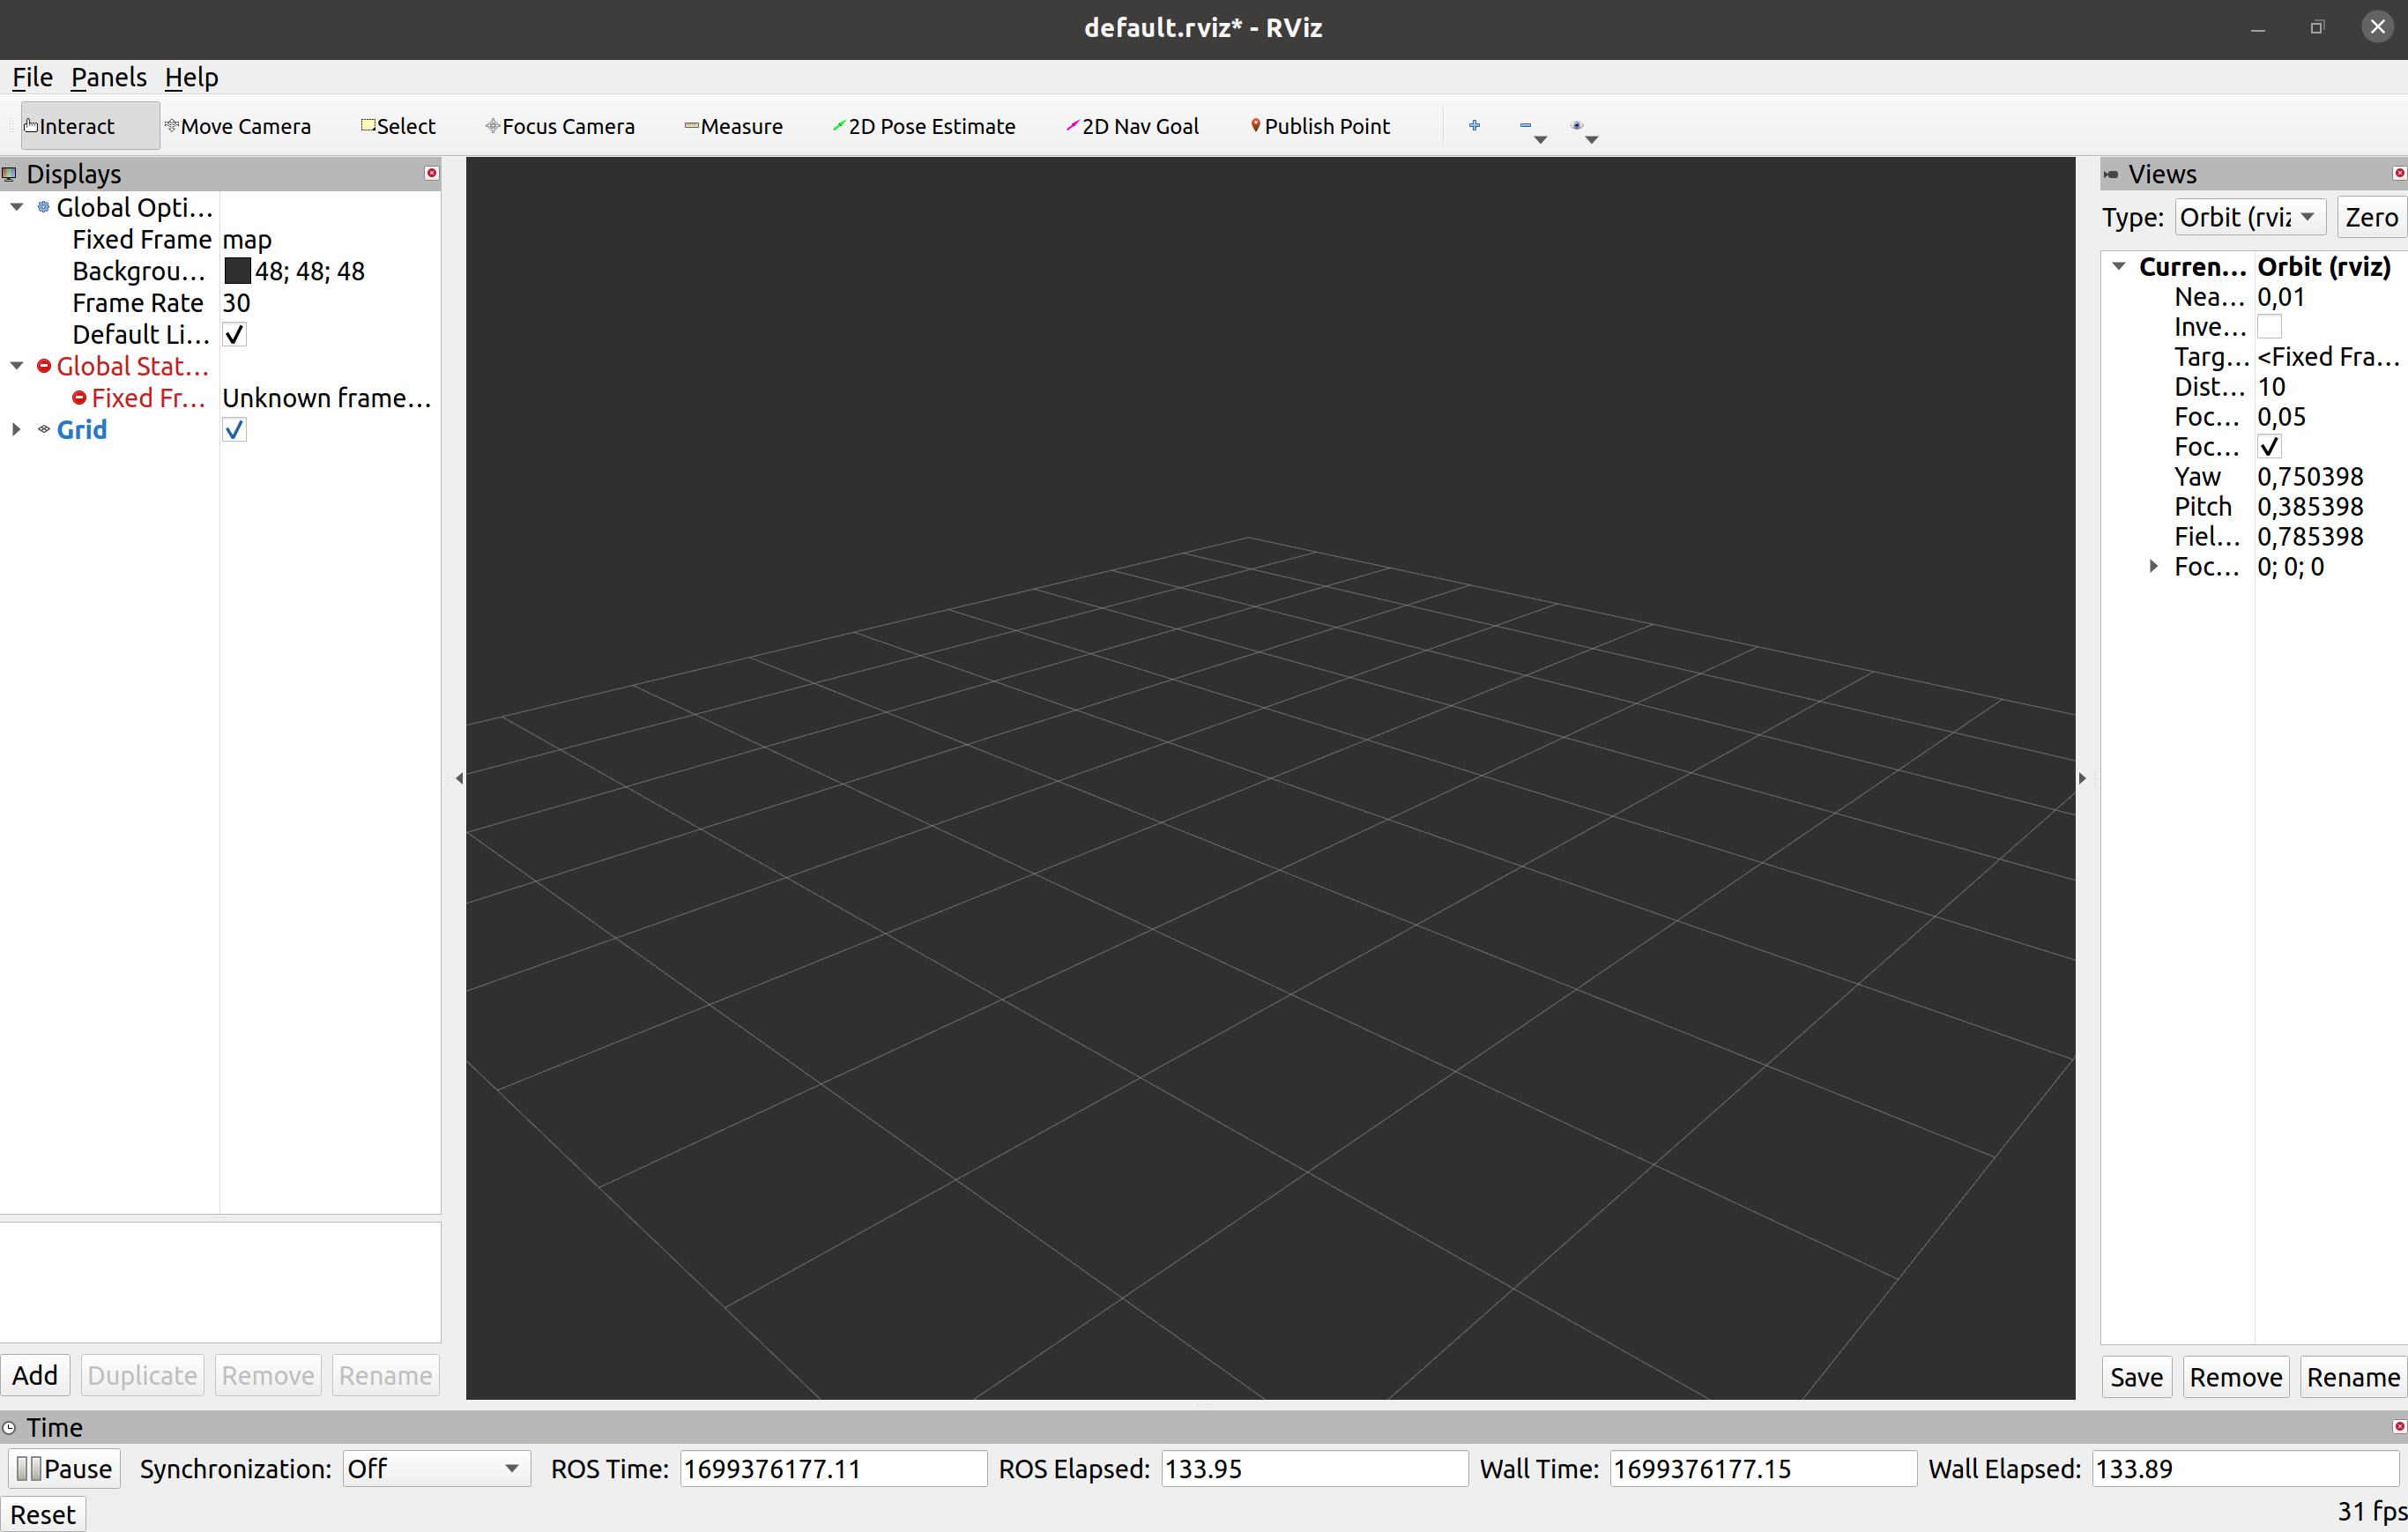 default.rviz* - RViz
File Panels Help
Interact Move Camera Select Focus Camera Measure 2D Pose Estimate 2D Nav Goal Publish Point
Displays
Global Opti...
Fixed Frame map
Backgrou... 48; 48; 48
Frame Rate 30
Default Li...
Global Stat...
Fixed Fr... Unknown frame...
Grid
Add Duplicate Remove Rename
Views
Type: Orbit (rviz Zero
Curren... Orbit (rviz)
Nea... 0,01
Inve...
Targ... <Fixed Fra...
Dist... 10
Foc... 0,05
Foc...
Yaw 0,750398
Pitch 0,385398
Fiel... 0,785398
Foc... 0; 0; 0
Save Remove Rename
Time
Pause Synchronization: Off ROS Time: 1699376177.11 ROS Elapsed: 133.95 Wall Time: 1699376177.15 Wall Elapsed: 133.89
Reset 31 fps